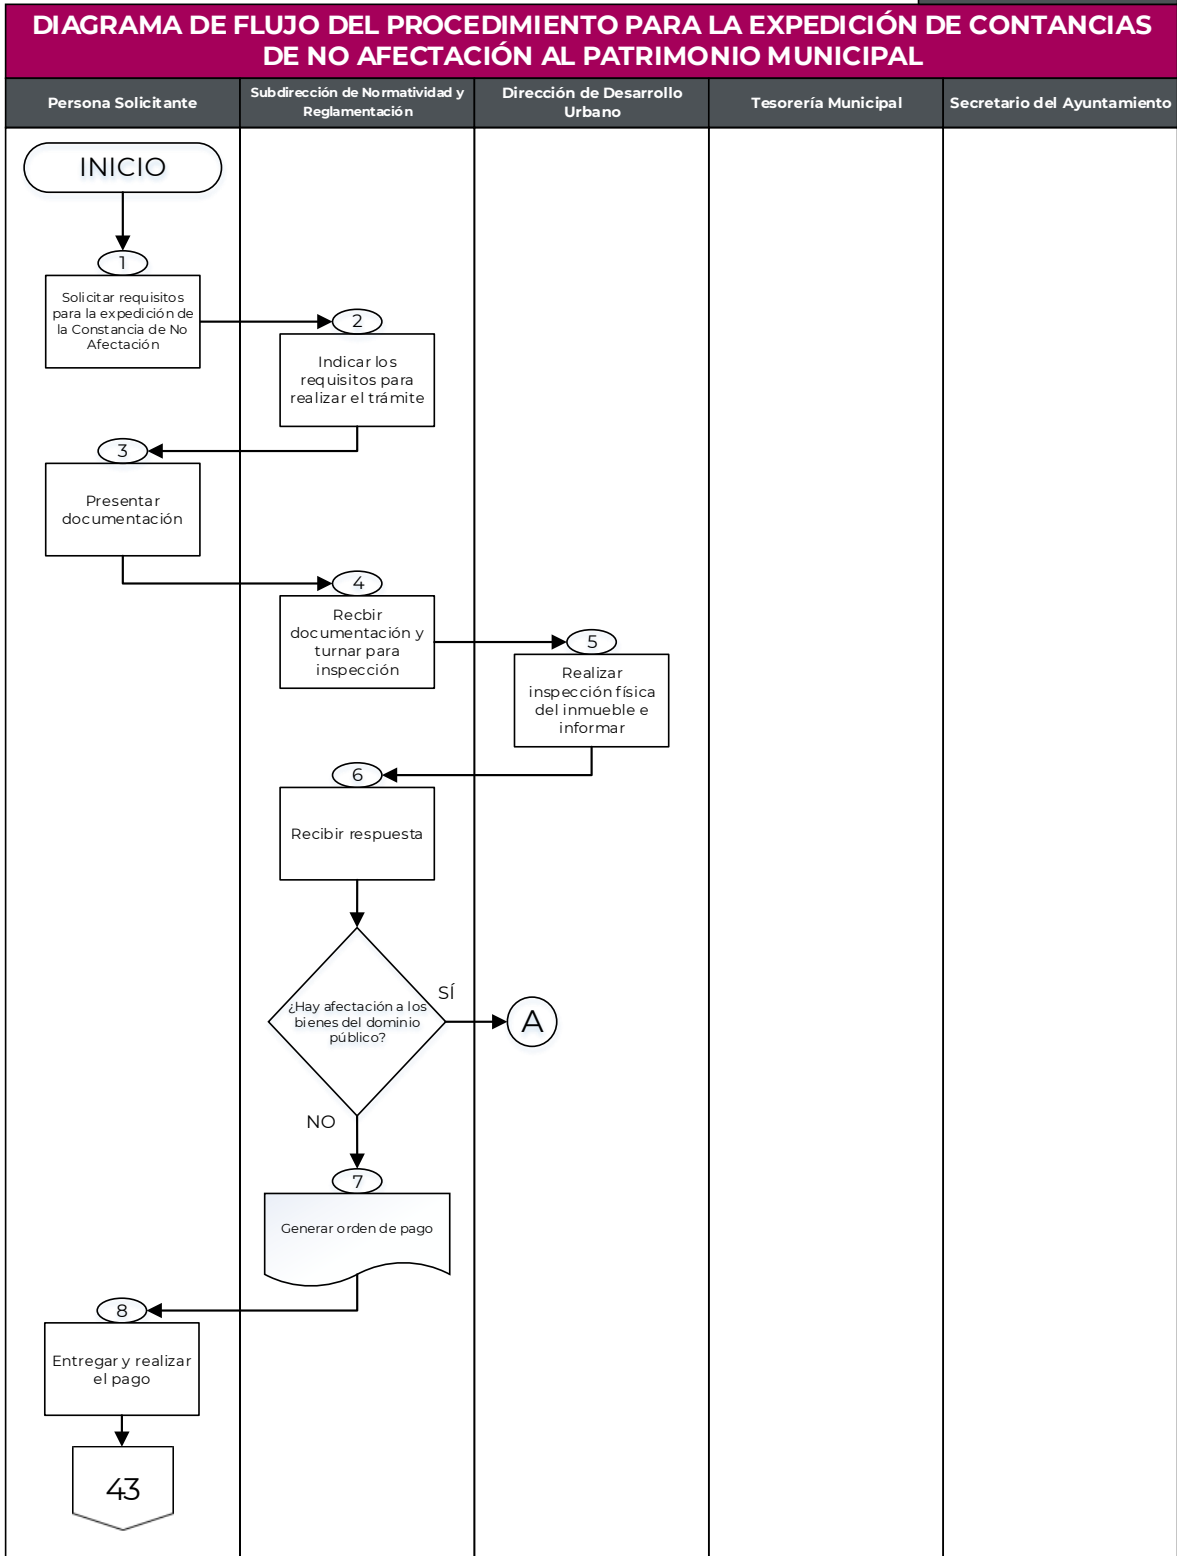 DIAGRAMA DE FLUJO DEL PROCEDIMIENTO PARA LA EXPEDICIÓN DE CONTANCIAS
DE NO AFECTACIÓN AL PATRIMONIO MUNICIPAL
Persona Solicitante
Subdirección de Normatividad y
Reglamentación
Dirección de Desarrollo
Urbano
Tesorería Municipal
Secretario del Ayuntamiento
INICIO
1
Solicitar requisitos
para la expedición de
la Constancia de No
Afectación
2
Indicar los
requisitos para
realizar el trámite
3
Presentar
documentación
4
Recbir
documentación y
turnar para
inspección
5
Realizar
inspección física
del inmueble e
informar
6
Recibir respuesta
¿Hay afectación a los
bienes del dominio
público?
SÍ
A
NO
7
Generar orden de pago
8
Entregar y realizar
el pago
43